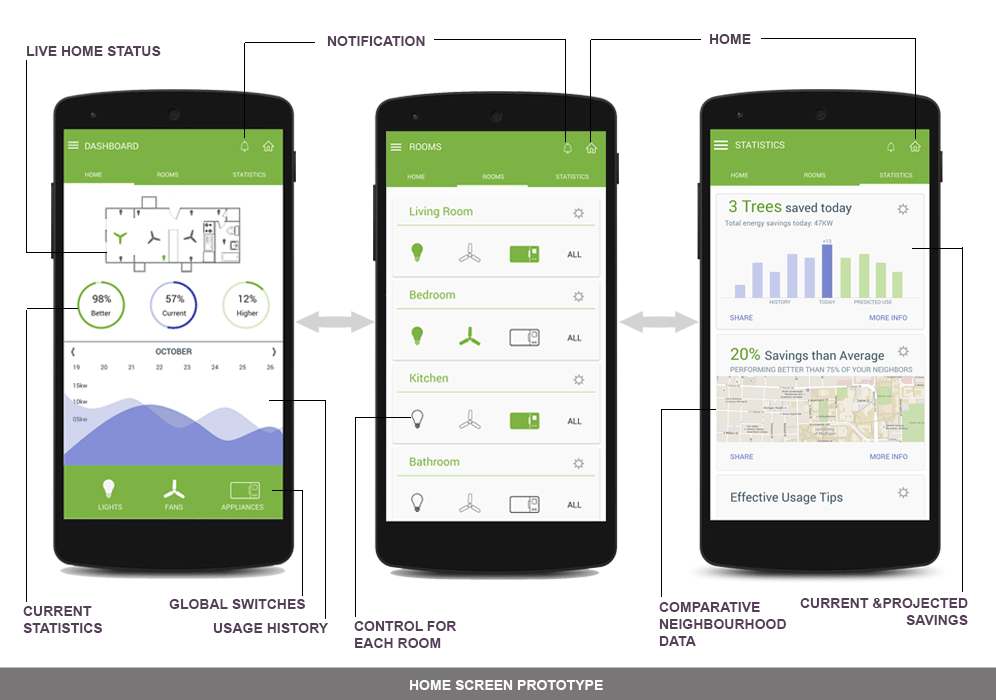 LIVE HOME STATUS
NOTIFICATION
HOME
DASHBOARD
HOME ROOMS STATISTICS
98%
Better
57%
Current
12%
Higher
OCTOBER
19 20 21 22 23 24 25 26
15kw
10kw
05kw
LIGHTS FANS APPLIANCES
ROOMS
HOME ROOMS STATISTICS
Living Room
ALL
Bedroom
ALL
Kitchen
ALL
Bathroom
ALL
STATISTICS
HOME ROOMS STATISTICS
3 Trees saved today
Total energy savings today: 47KW
+13
HISTORY TODAY PREDICTED USE
SHARE MORE INFO
20% Savings than Average
PERFORMING BETTER THAN 75% OF YOUR NEIGHBORS
SHARE MORE INFO
Effective Usage Tips
CURRENT
STATISTICS
GLOBAL SWITCHES
USAGE HISTORY
CONTROL FOR
EACH ROOM
COMPARATIVE
NEIGHBOURHOOD
DATA
CURRENT &PROJECTED
SAVINGS
HOME SCREEN PROTOTYPE